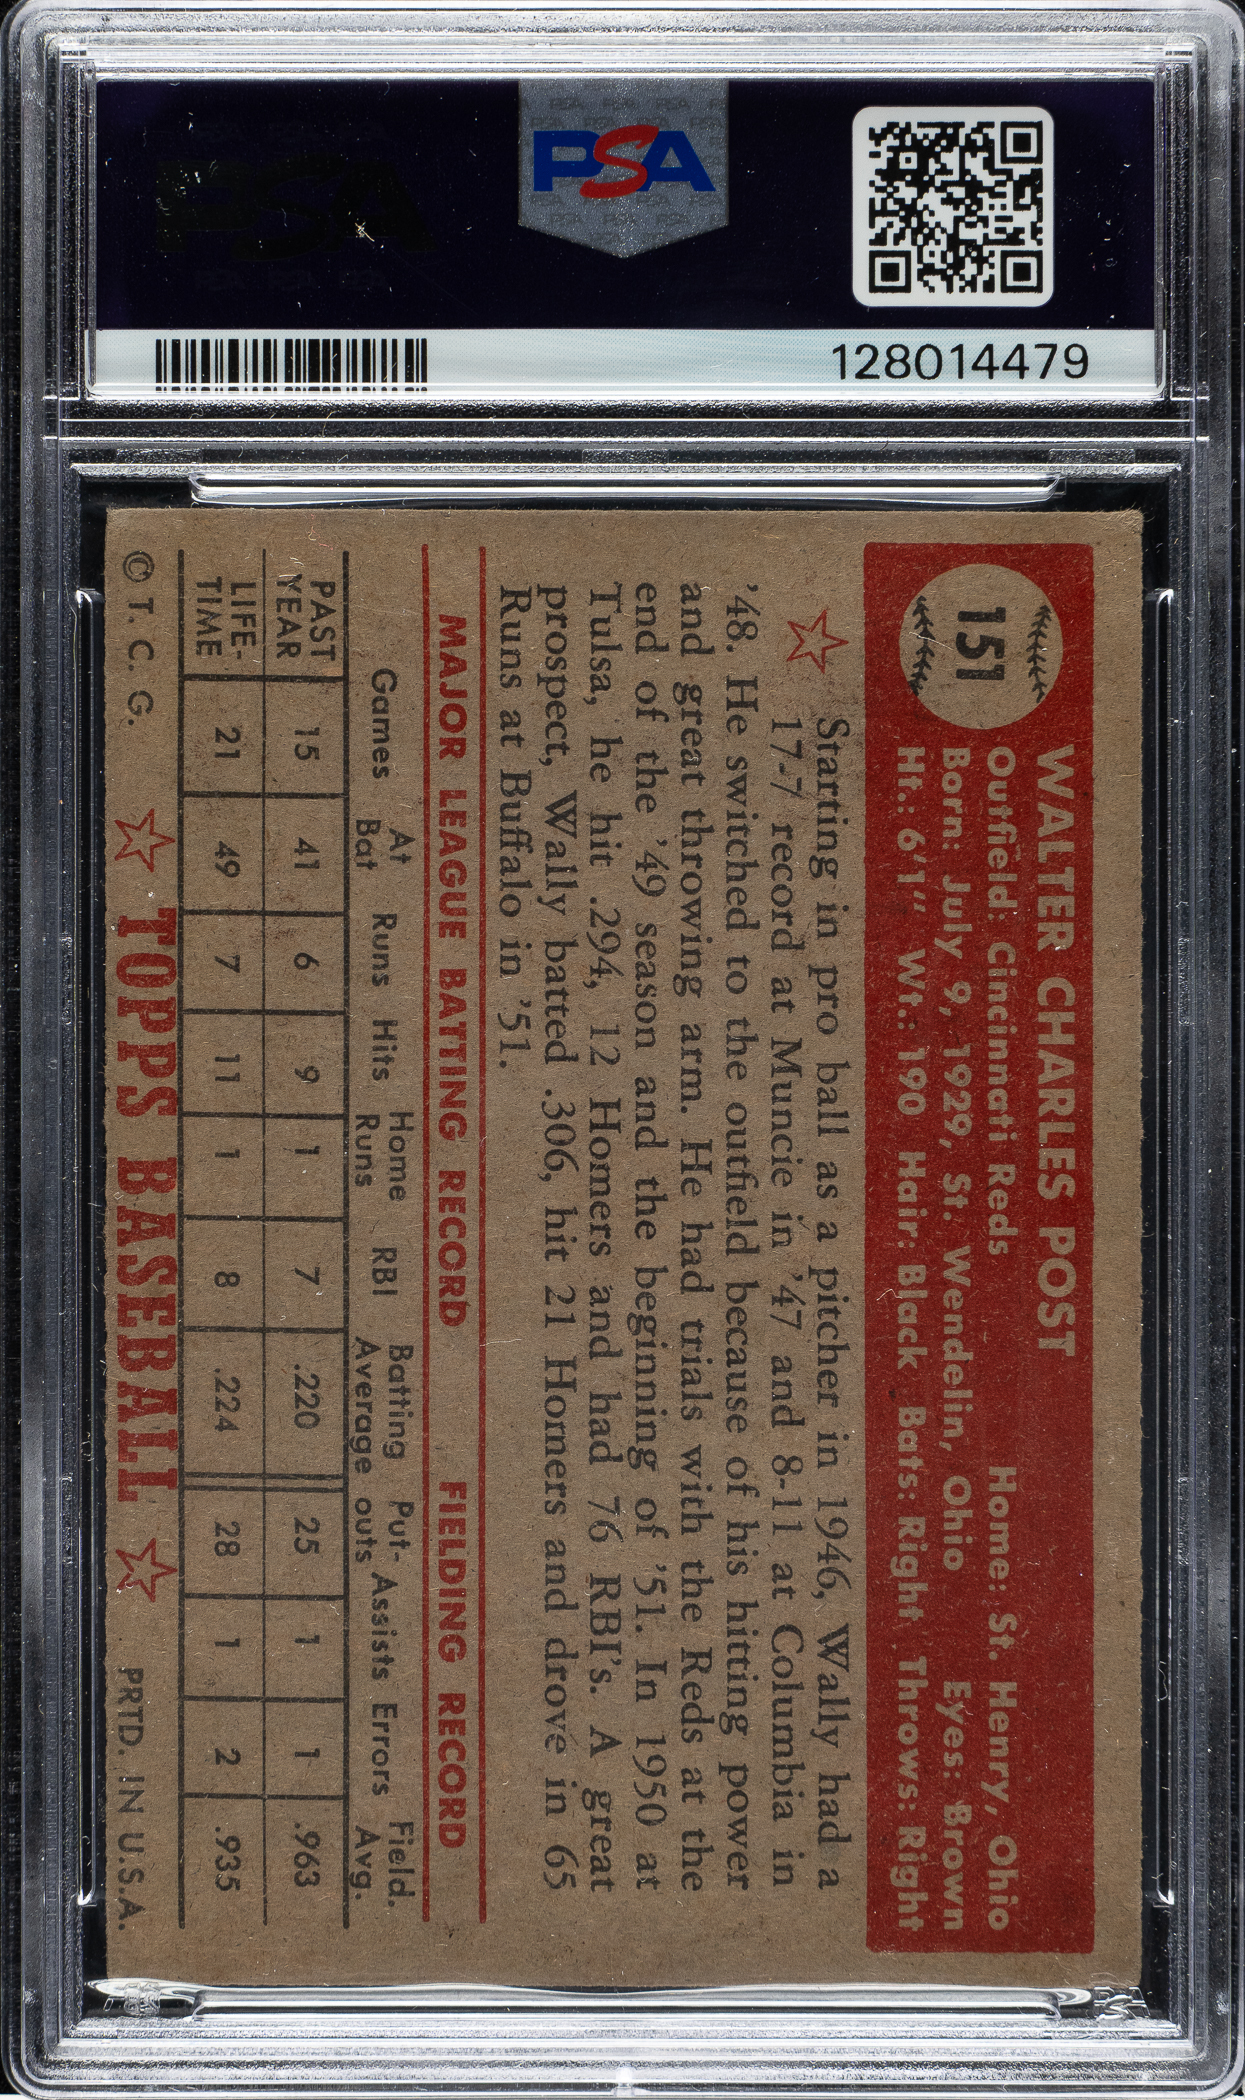 PSA
128014479
151
WALTER CHARLES POST
Outfield: Cincinnati Reds Home: St. Henry, Ohio
Born: July 9, 1929, St. Wendelin, Ohio Eyes: Brown
Ht.: 6'1" Wt.: 190 Hair: Black Bats: Right Throws: Right
Starting in pro ball as a pitcher in 1946, Wally had a
17-7 record at Muncie in '47 and 8-11 at Columbia in
'48. He switched to the outfield because of his hitting power
and great throwing arm. He had trials with the Reds at the
end of the '49 season and the beginning of '51. In 1950 at
Tulsa, he hit .294, 12 Homers and had 76 RBI's. A great
prospect, Wally batted .306, hit 21 Homers and drove in 65
Runs at Buffalo in '51.
MAJOR LEAGUE BATTING RECORD FIELDING RECORD
Games At Bat Runs Hits Home Runs RBI Batting Average Put-outs Assists Errors Field. Avg.
PAST YEAR 15 41 6 9 1 7 .220 25 1 1 .963
LIFE-TIME 21 49 7 11 1 8 .224 28 1 2 .935
© T. C. G. TOPPS BASEBALL PRTD. IN U.S.A.